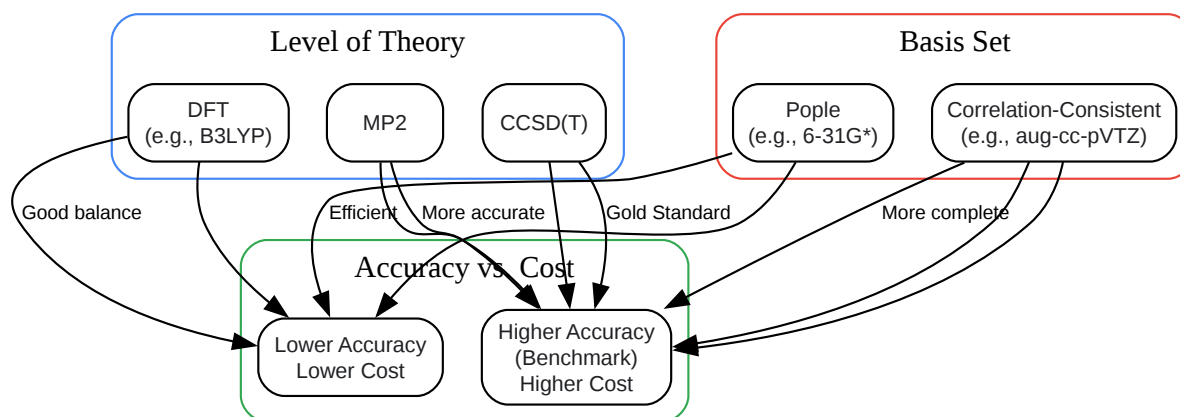 Level of Theory
Basis Set
DFT
(e.g., B3LYP)
MP2
CCSD(T)
Pople
(e.g., 6-31G*)
Correlation-Consistent
(e.g., aug-cc-pVTZ)
Good balance
Efficient
More accurate
Gold Standard
More complete
Accuracy vs. Cost
Lower Accuracy
Lower Cost
Higher Accuracy
(Benchmark)
Higher Cost